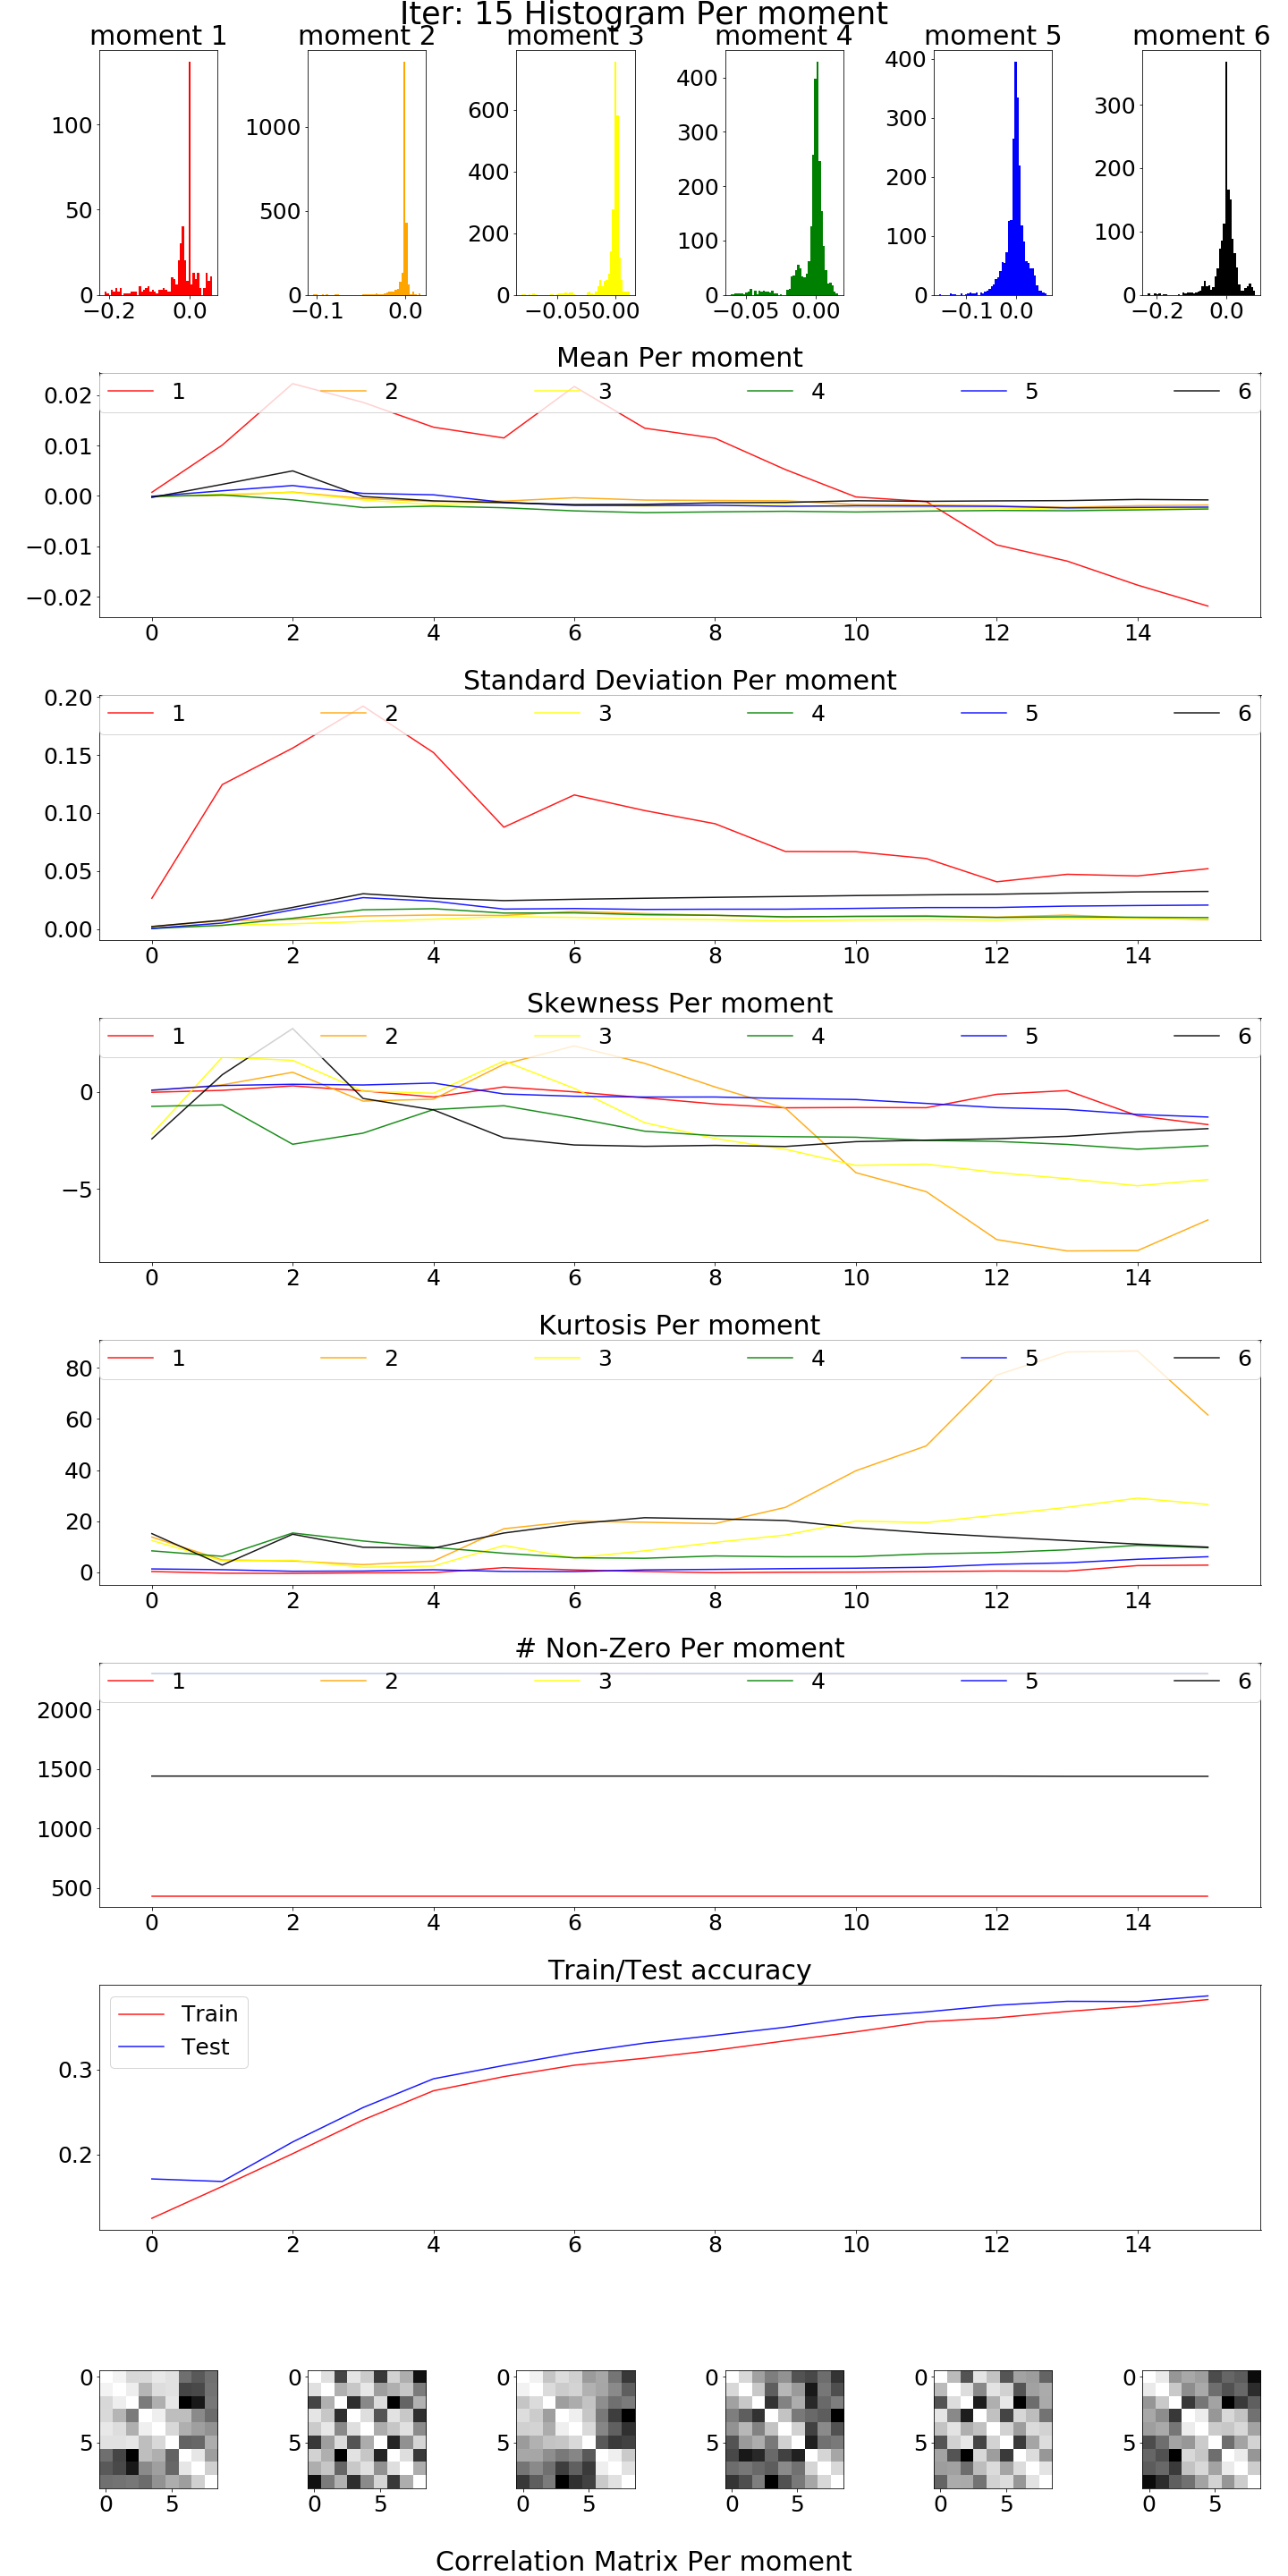 Iter: 15 Histogram Per moment
moment 1 moment 2 moment 3 moment 4 moment 5 moment 6
100
50
0
−0.2 0.0
1000
500
0
−0.1 0.0
600
400
200
0
−0.05 0.00
400
300
200
100
0
−0.05 0.00
400
300
200
100
0
−0.1 0.0
300
200
100
0
−0.2 0.0
Mean Per moment
1 2 3 4 5 6
0.02
0.01
0.00
−0.01
−0.02
0 2 4 6 8 10 12 14
Standard Deviation Per moment
1 2 3 4 5 6
0.20
0.15
0.10
0.05
0.00
0 2 4 6 8 10 12 14
Skewness Per moment
1 2 3 4 5 6
0
−5
0 2 4 6 8 10 12 14
Kurtosis Per moment
1 2 3 4 5 6
80
60
40
20
0
0 2 4 6 8 10 12 14
# Non-Zero Per moment
1 2 3 4 5 6
2000
1500
1000
500
0 2 4 6 8 10 12 14
Train/Test accuracy
Train
Test
0.3
0.2
0 2 4 6 8 10 12 14
0 0 0 0 0 0
5 5 5 5 5 5
0 5 0 5 0 5 0 5 0 5 0 5
Correlation Matrix Per moment